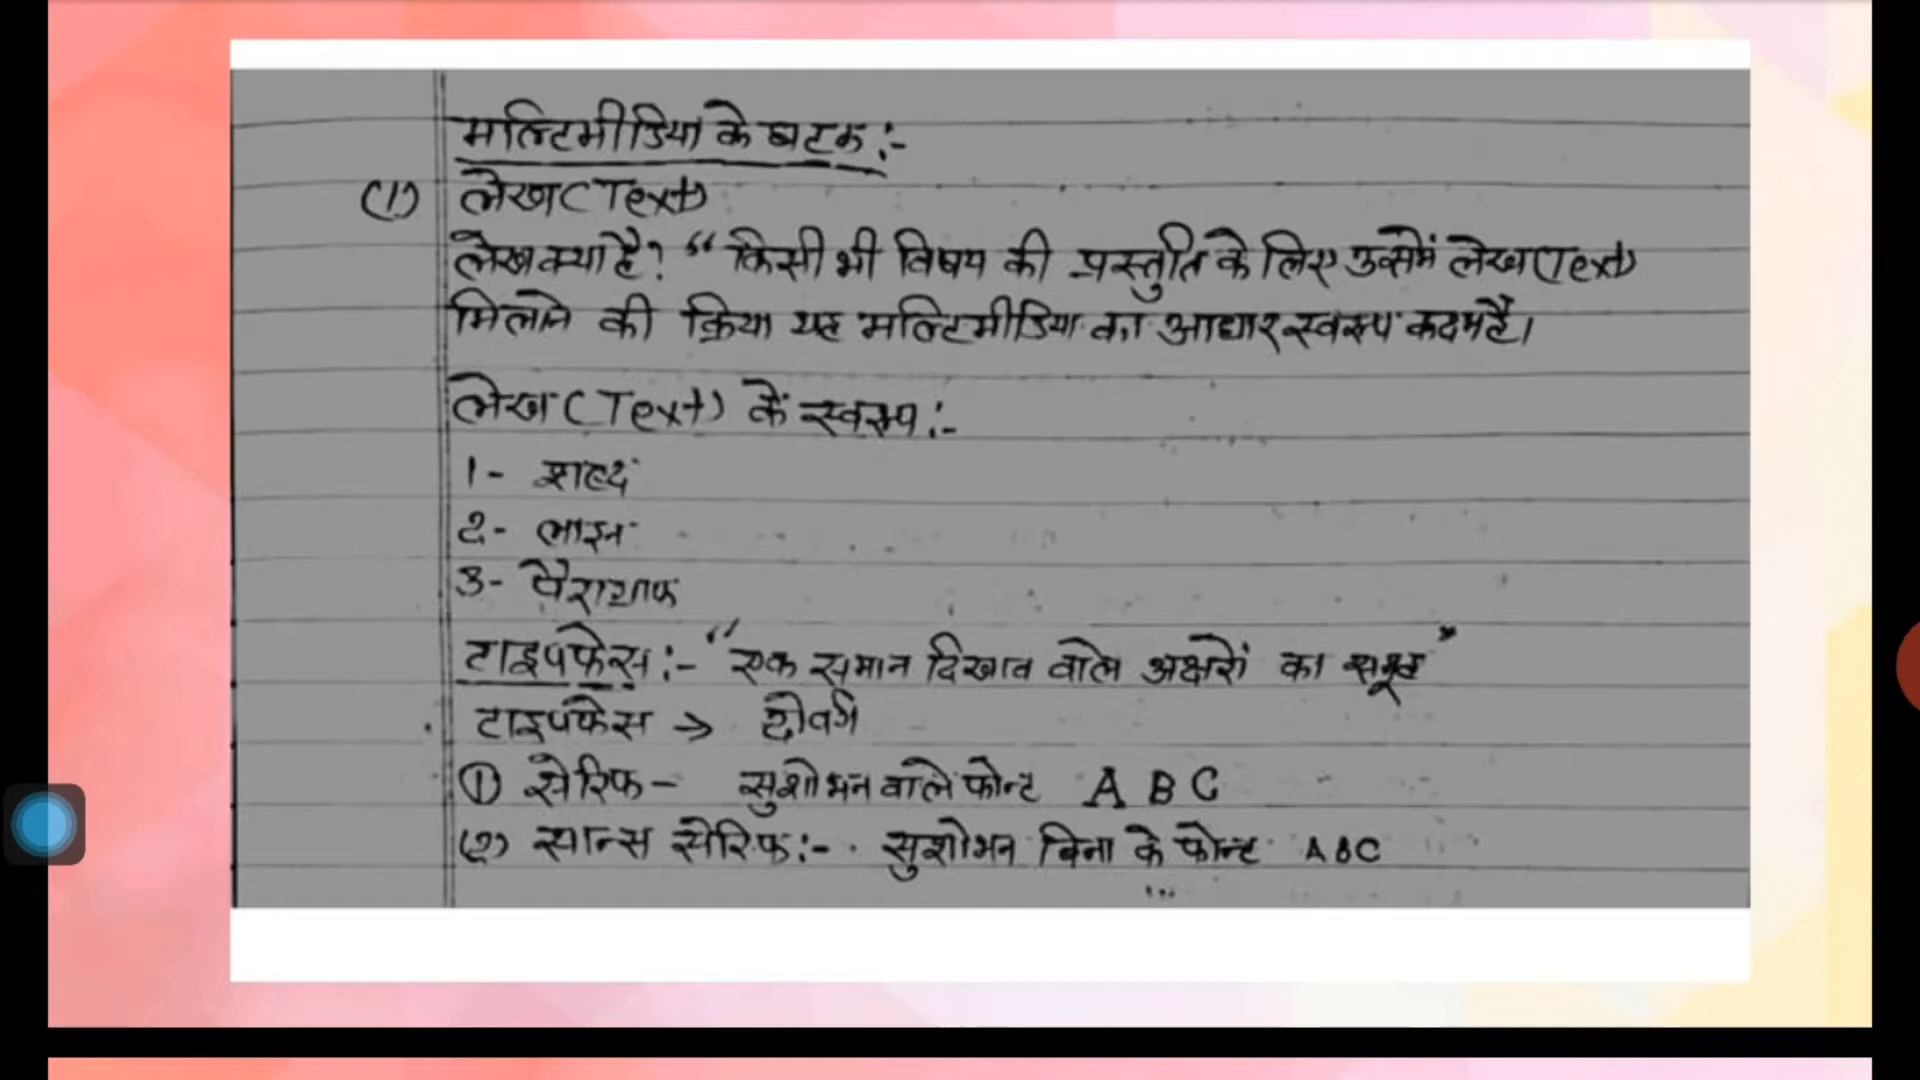 मल्टिमीडिया के घटक :-
(1) लेख (Text)
लेख क्या है? "किसी भी विषय की प्रस्तुति के लिए उसमें लेख (Text)
मिलाने की क्रिया यह मल्टिमीडिया का आधार स्वरूप कदम है।
लेख (Text) कें स्वरूप :-
1- शब्द
2- लाइन
3- पैराग्राफ
टाइपफेस :- "एक समान दिखाव वाले अक्षरों का समूह"
टाइपफेस → दो वर्ग
① सेरिफ - सुशोभन वाले फोन्ट A B C
(2) सान्स सेरिफ :- सुशोभन बिना के फोन्ट A B C